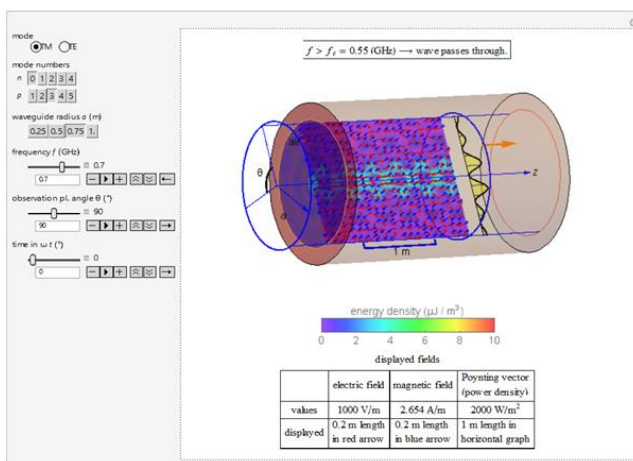 mode
TM TE
mode numbers
n 0 1 2 3 4
p 1 2 3 4 5
waveguide radius a (m)
0.25 0.5 0.75 1.
frequency f (GHz)
= 0.7
0.7
observation pl. angle θ (°)
= 90
90
time in ω t (°)
= 0
0
f > f_c = 0.55 (GHz) ⟶ wave passes through.
θ
a
z
1 m
energy density (μJ / m³)
0 2 4 6 8 10
displayed fields
electric field magnetic field Poynting vector (power density)
values 1000 V/m 2.654 A/m 2000 W/m²
displayed 0.2 m length in red arrow 0.2 m length in blue arrow 1 m length in horizontal graph